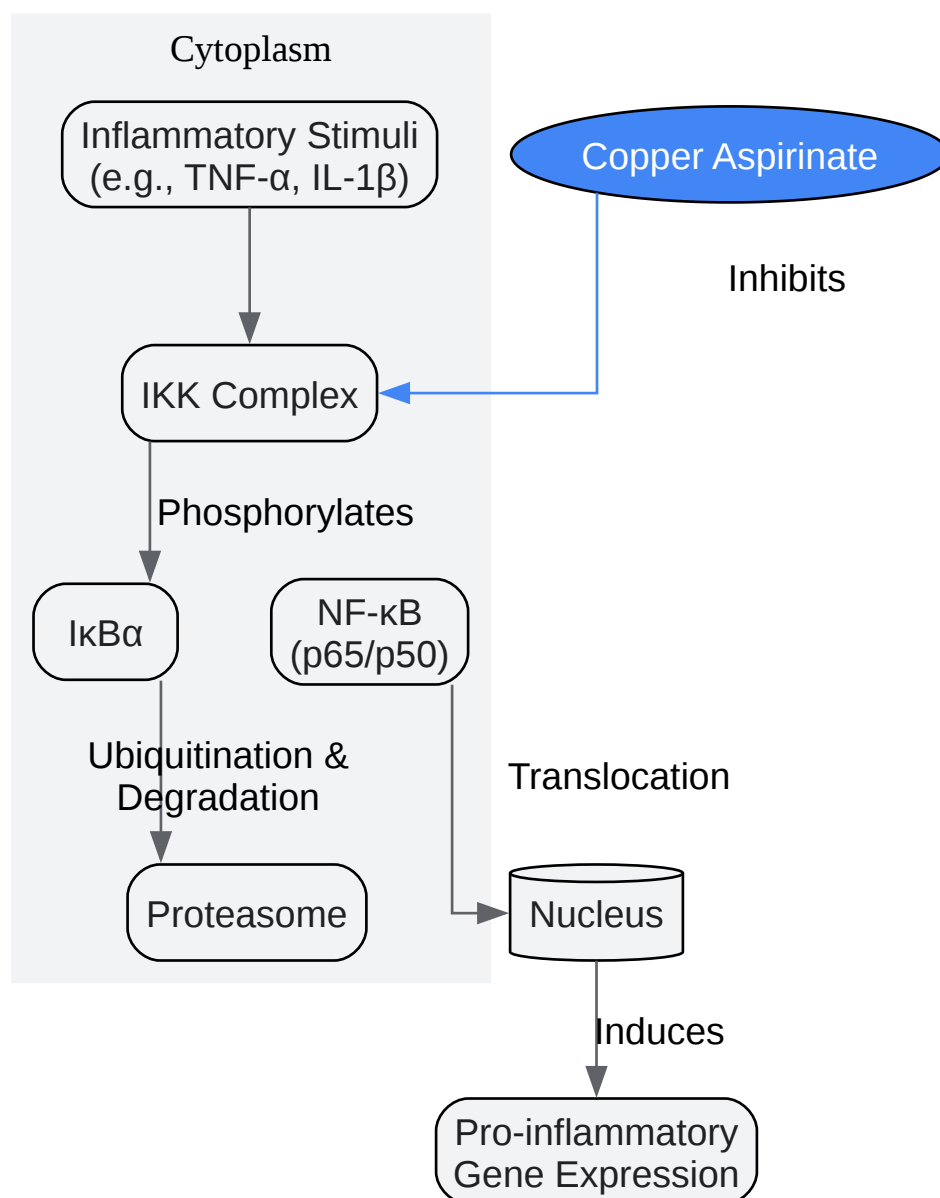 Cytoplasm
Inflammatory Stimuli
(e.g., TNF-α, IL-1β)
Copper Aspirinate
Inhibits
IKK Complex
Phosphorylates
IκBα
NF-κB
(p65/p50)
Ubiquitination &
Degradation
Translocation
Proteasome
Nucleus
Induces
Pro-inflammatory
Gene Expression